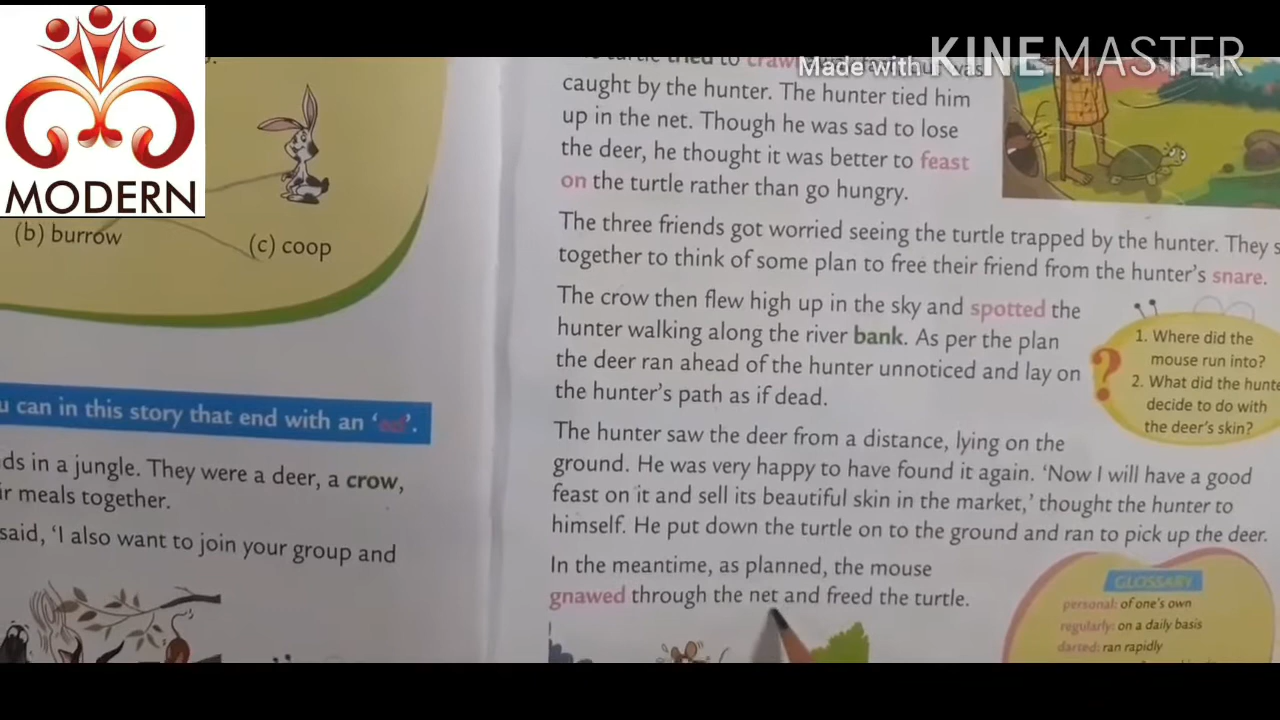 MODERN
Made with KINEMASTER
(b) burrow
(c) coop
u can in this story that end with an 'ed'.
ds in a jungle. They were a deer, a crow,
ir meals together.
said, 'I also want to join your group and
tried to crawl
caught by the hunter. The hunter tied him
up in the net. Though he was sad to lose
the deer, he thought it was better to feast
on the turtle rather than go hungry.
The three friends got worried seeing the turtle trapped by the hunter. They s
together to think of some plan to free their friend from the hunter's snare.
The crow then flew high up in the sky and spotted the
hunter walking along the river bank. As per the plan
the deer ran ahead of the hunter unnoticed and lay on
the hunter's path as if dead.
1. Where did the
mouse run into?
2. What did the hunte
decide to do with
the deer's skin?
The hunter saw the deer from a distance, lying on the
ground. He was very happy to have found it again. 'Now I will have a good
feast on it and sell its beautiful skin in the market,' thought the hunter to
himself. He put down the turtle on to the ground and ran to pick up the deer.
In the meantime, as planned, the mouse
gnawed through the net and freed the turtle.
GLOSSARY
personal: of one's own
regularly: on a daily basis
darted: ran rapidly